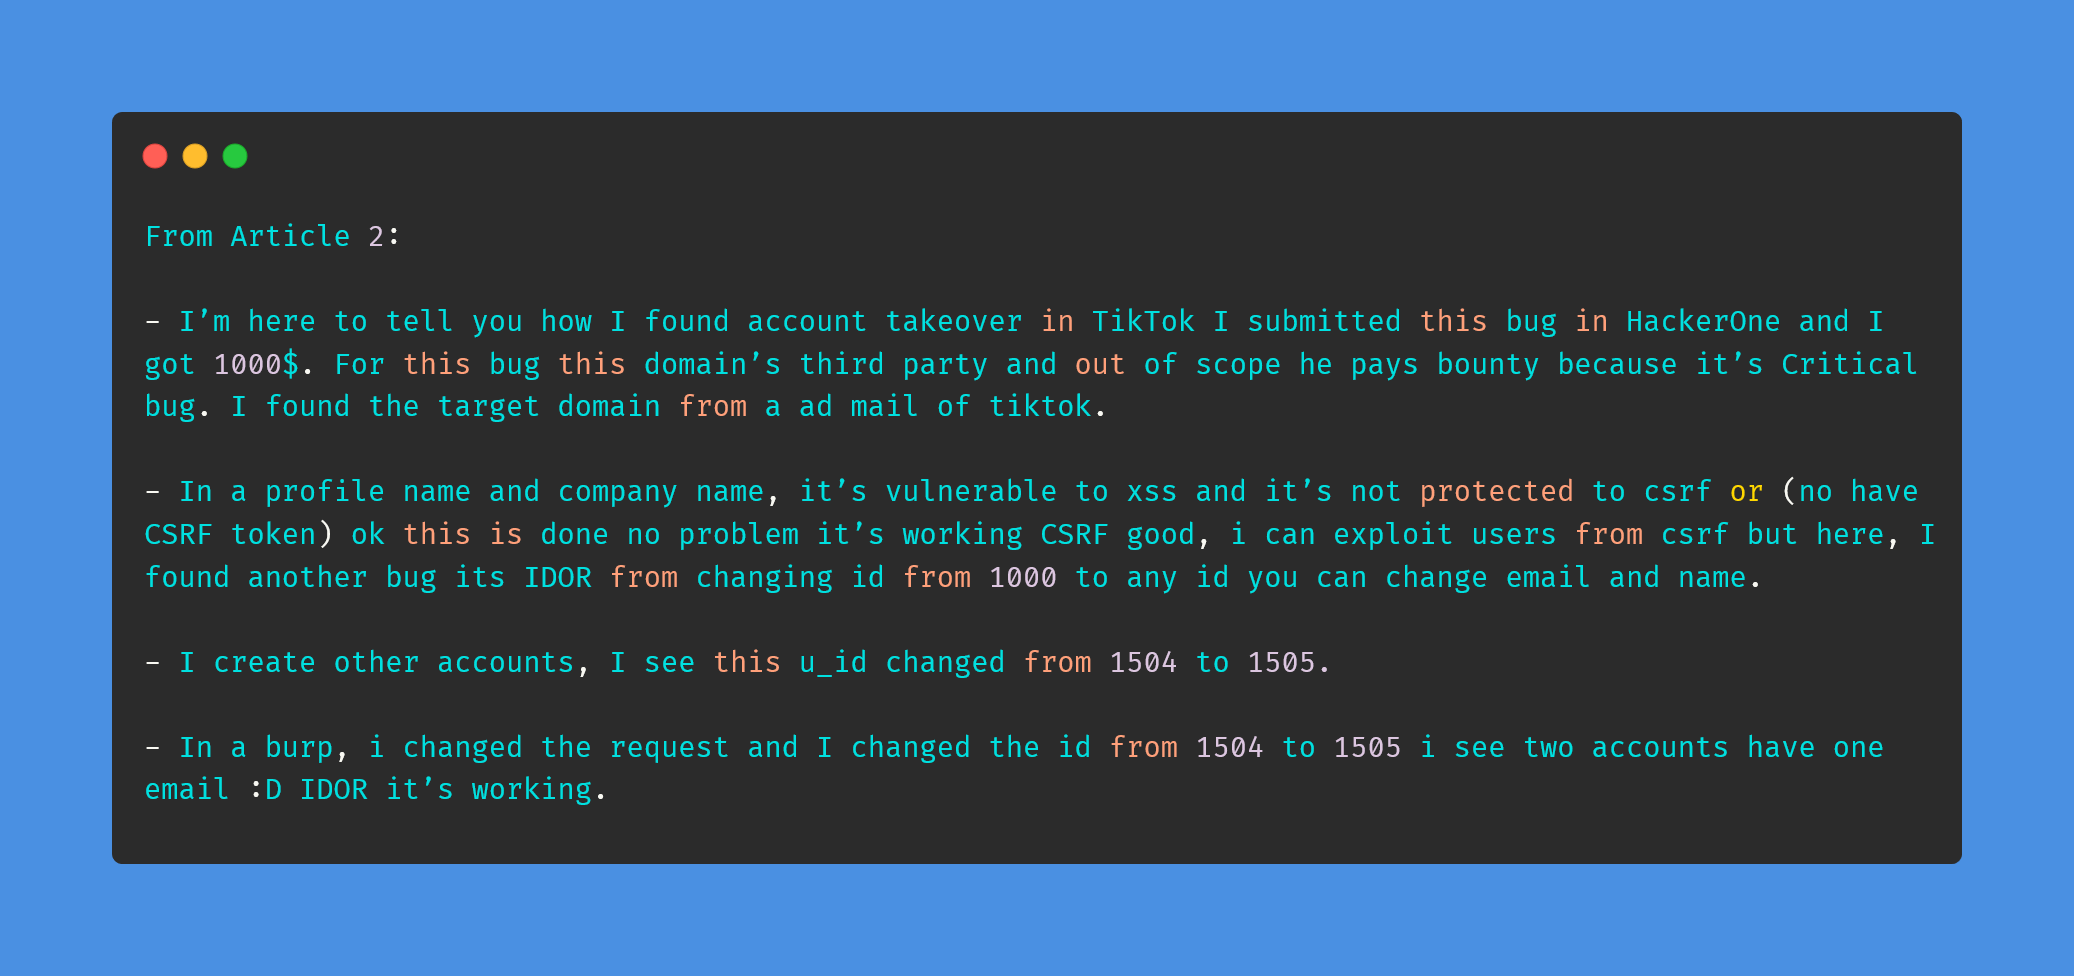 From Article 2:
- I’m here to tell you how I found account takeover in TikTok I submitted this bug in HackerOne and I
got 1000$. For this bug this domain’s third party and out of scope he pays bounty because it’s Critical
bug. I found the target domain from a ad mail of tiktok.
- In a profile name and company name, it’s vulnerable to xss and it’s not protected to csrf or (no have
CSRF token) ok this is done no problem it’s working CSRF good, i can exploit users from csrf but here, I
found another bug its IDOR from changing id from 1000 to any id you can change email and name.
- I create other accounts, I see this u_id changed from 1504 to 1505.
- In a burp, i changed the request and I changed the id from 1504 to 1505 i see two accounts have one
email :D IDOR it’s working.